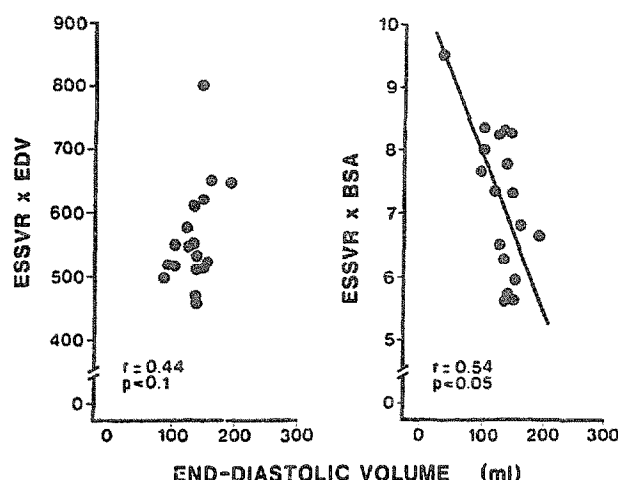 900
800
700
600
500
400
0
ESSVR x EDV
r = 0.44
p < 0.1
0 100 200 300
10
9
8
7
6
5
0
ESSVR x BSA
r = 0.54
p < 0.05
0 100 200 300
END-DIASTOLIC VOLUME (ml)